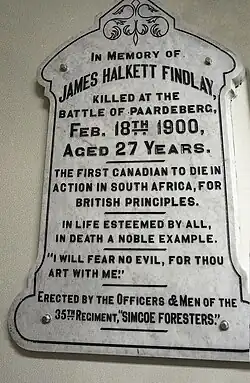 IN MEMORY OF
JAMES HALKETT FINDLAY,
KILLED AT THE
BATTLE OF PAARDEBERG,
FEB. 18TH 1900,
AGED 27 YEARS.
THE FIRST CANADIAN TO DIE IN
ACTION IN SOUTH AFRICA, FOR
BRITISH PRINCIPLES.
IN LIFE ESTEEMED BY ALL,
IN DEATH A NOBLE EXAMPLE.
"I WILL FEAR NO EVIL, FOR THOU
ART WITH ME."
ERECTED BY THE OFFICERS & MEN OF THE
35TH REGIMENT, "SIMCOE FORESTERS."